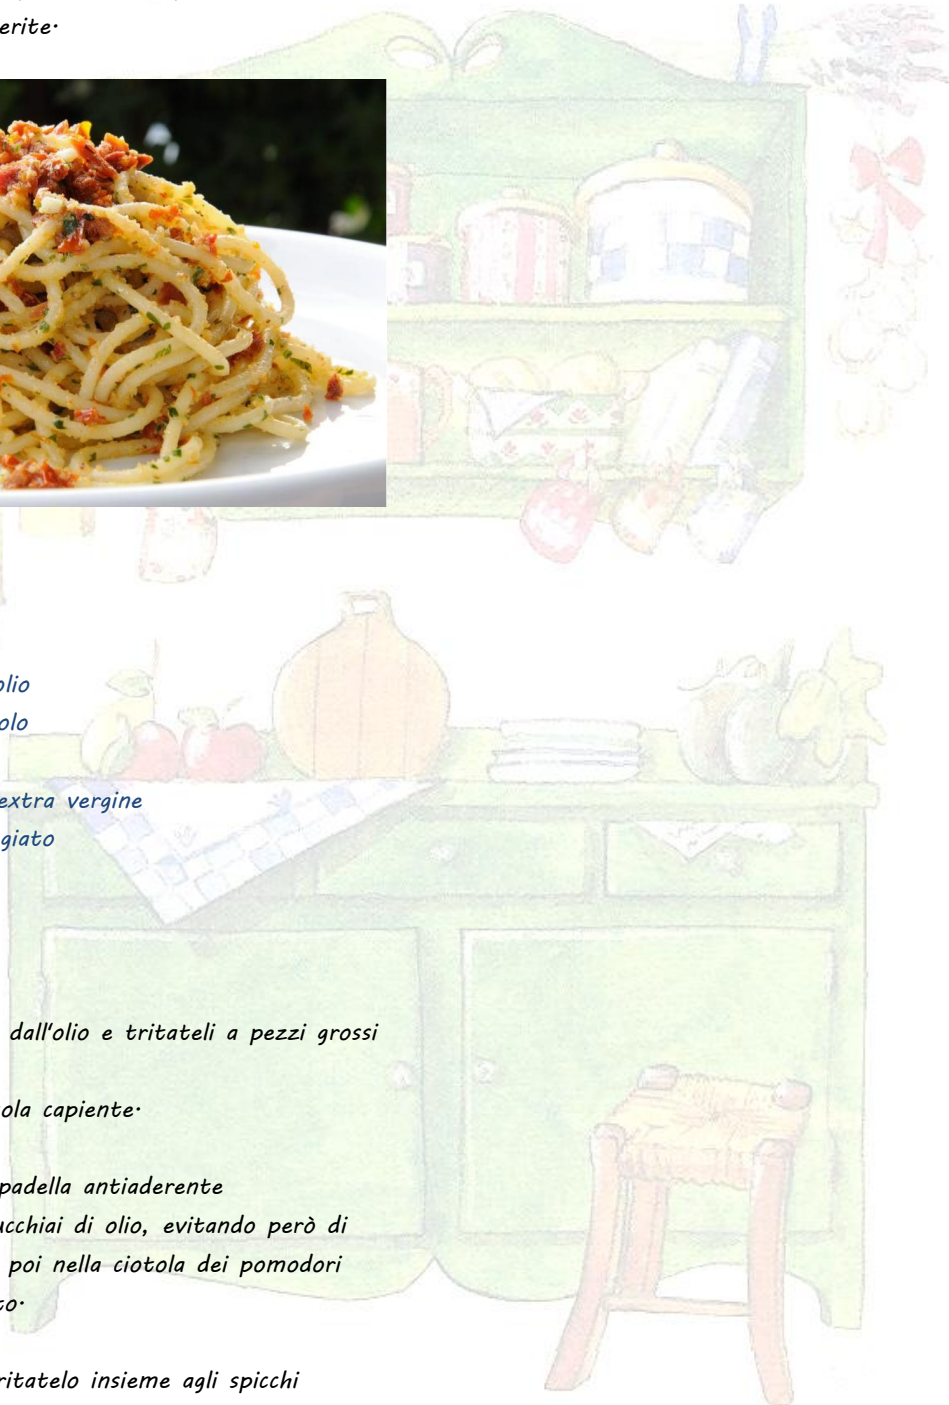 erite.
olio
olo
extra vergine
giato
dall'olio e tritateli a pezzi grossi
ola capiente.
padella antiaderente
ucchiai di olio, evitando però di
poi nella ciotola dei pomodori
to.
ritatelo insieme agli spicchi